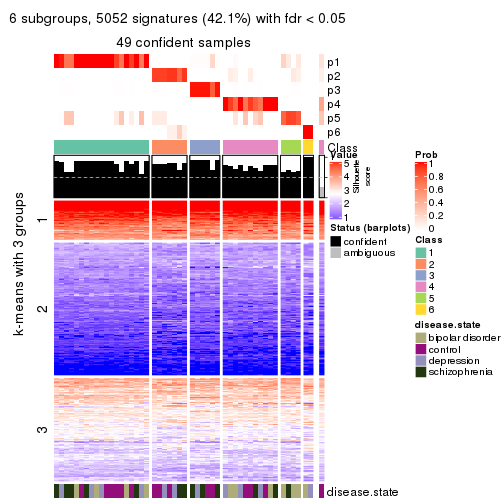 6 subgroups, 5052 signatures (42.1%) with fdr < 0.05
49 confident samples
p1
p2
p3
p4
p5
p6
Class
k-means with 3 groups
1
2
3
disease.state
Value
5
4
3
1
Silhouette
score
Status (barplots)
confident
ambiguous
Prob
1
0.8
0.6
0.4
0.2
0
Class
1
2
3
4
5
6
disease.state
bipolar disorder
control
depression
schizophrenia